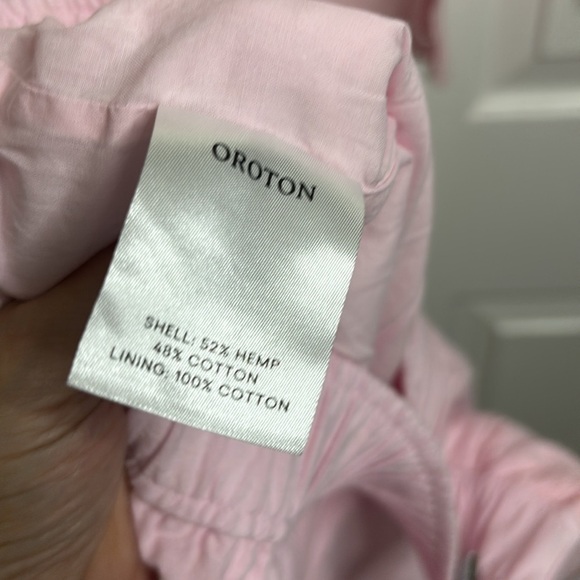 OROTON
SHELL: 52% HEMP
48% COTTON
LINING: 100% COTTON